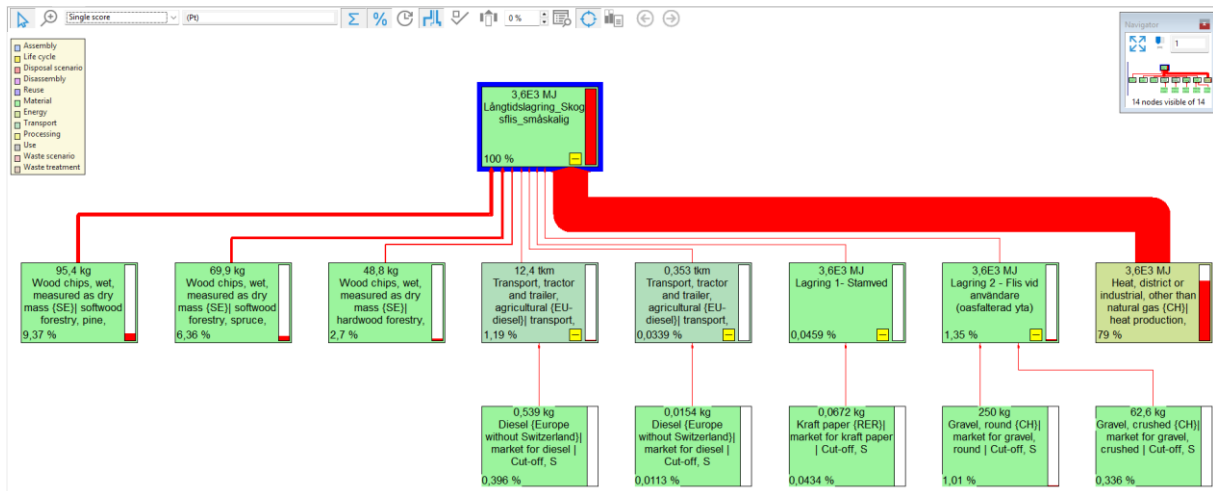 Single score
(Pt)
Σ
%
0 %
Navigator
1
14 nodes visible of 14
Assembly
Life cycle
Disposal scenario
Disassembly
Reuse
Material
Energy
Transport
Processing
Use
Waste scenario
Waste treatment
3,6E3 MJ
Långtidslagring_Skog
sflis_småskalig
100 %
95,4 kg
Wood chips, wet,
measured as dry
mass {SE}| softwood
forestry, pine,
9,37 %
69,9 kg
Wood chips, wet,
measured as dry
mass {SE}| softwood
forestry, spruce,
6,36 %
48,8 kg
Wood chips, wet,
measured as dry
mass {SE}|
hardwood forestry,
2,7 %
12,4 tkm
Transport, tractor
and trailer,
agricultural {EU-
diesel}| transport,
1,19 %
0,353 tkm
Transport, tractor
and trailer,
agricultural {EU-
diesel}| transport,
0,0339 %
3,6E3 MJ
Lagring 1- Stamved
0,0459 %
3,6E3 MJ
Lagring 2 - Flis vid
användare
(oasfalterad yta)
1,35 %
3,6E3 MJ
Heat, district or
industrial, other than
natural gas {CH}|
heat production,
79 %
0,539 kg
Diesel {Europe
without Switzerland}|
market for diesel |
Cut-off, S
0,396 %
0,0154 kg
Diesel {Europe
without Switzerland}|
market for diesel |
Cut-off, S
0,0113 %
0,0672 kg
Kraft paper {RER}|
market for kraft paper
| Cut-off, S
0,0434 %
250 kg
Gravel, round {CH}|
market for gravel,
round | Cut-off, S
1,01 %
62,6 kg
Gravel, crushed {CH}|
market for gravel,
crushed | Cut-off, S
0,336 %